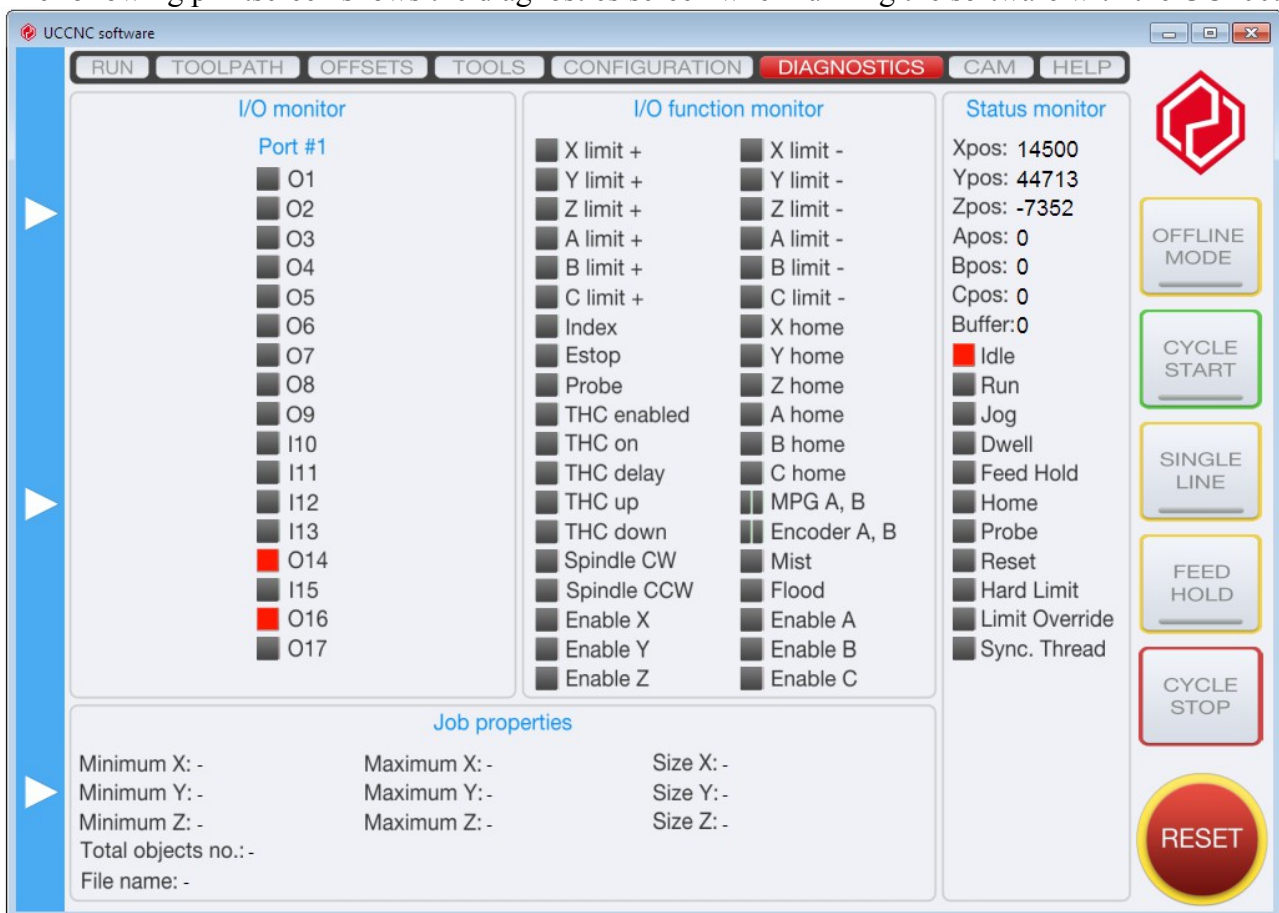 UCCNC software
RUN TOOLPATH OFFSETS TOOLS CONFIGURATION DIAGNOSTICS CAM HELP
I/O monitor
Port #1
O1
O2
O3
O4
O5
O6
O7
O8
O9
I10
I11
I12
I13
O14
I15
O16
O17
I/O function monitor
X limit + X limit -
Y limit + Y limit -
Z limit + Z limit -
A limit + A limit -
B limit + B limit -
C limit + C limit -
Index X home
Estop Y home
Probe Z home
THC enabled A home
THC on B home
THC delay C home
THC up MPG A, B
THC down Encoder A, B
Spindle CW Mist
Spindle CCW Flood
Enable X Enable A
Enable Y Enable B
Enable Z Enable C
Status monitor
Xpos: 14500
Ypos: 44713
Zpos: -7352
Apos: 0
Bpos: 0
Cpos: 0
Buffer:0
Idle
Run
Jog
Dwell
Feed Hold
Home
Probe
Reset
Hard Limit
Limit Override
Sync. Thread
Job properties
Minimum X: - Maximum X: - Size X: -
Minimum Y: - Maximum Y: - Size Y: -
Minimum Z: - Maximum Z: - Size Z: -
Total objects no.: -
File name: -
OFFLINE
MODE
CYCLE
START
SINGLE
LINE
FEED
HOLD
CYCLE
STOP
RESET